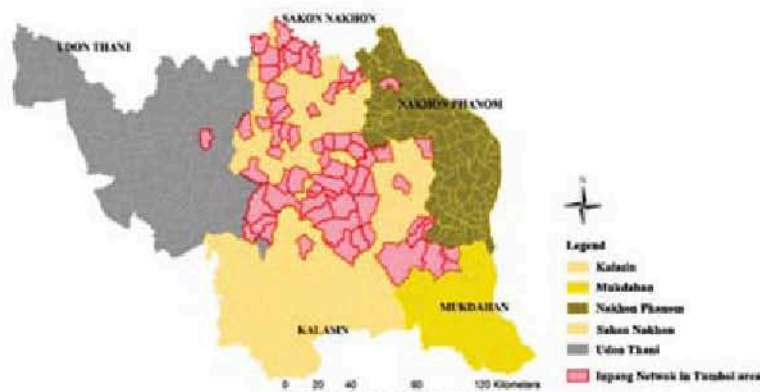 SAKON NAKHON
UDON THANI
NAKHON PHANOM
N
Legend
Kalasin
Mukdahan
Nakhon Phanom
Sakon Nakhon
Udon Thani
Inpang Network in Tambol area
MUKDAHAN
KALASIN
0 20 40 80 120 Kilometers